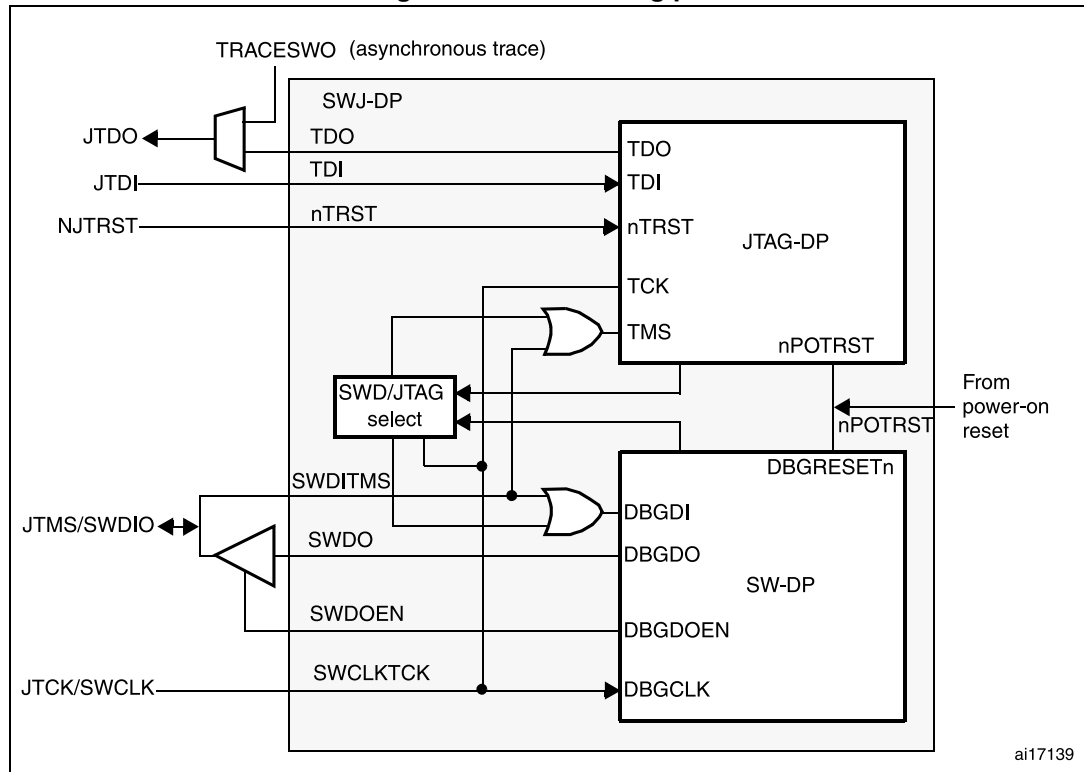 TRACESWO (asynchronous trace)
SWJ-DP
JTDO
TDO
TDO
JTDI
TDI
TDI
NJTRST
nTRST
nTRST
JTAG-DP
TCK
TMS
nPOTRST
SWD/JTAG
select
From
power-on
reset
nPOTRST
DBGRESETn
SWDITMS
JTMS/SWDIO
DBGDI
SWDO
DBGDO
SW-DP
SWDOEN
DBGDOEN
JTCK/SWCLK
SWCLKTCK
DBGCLK
ai17139